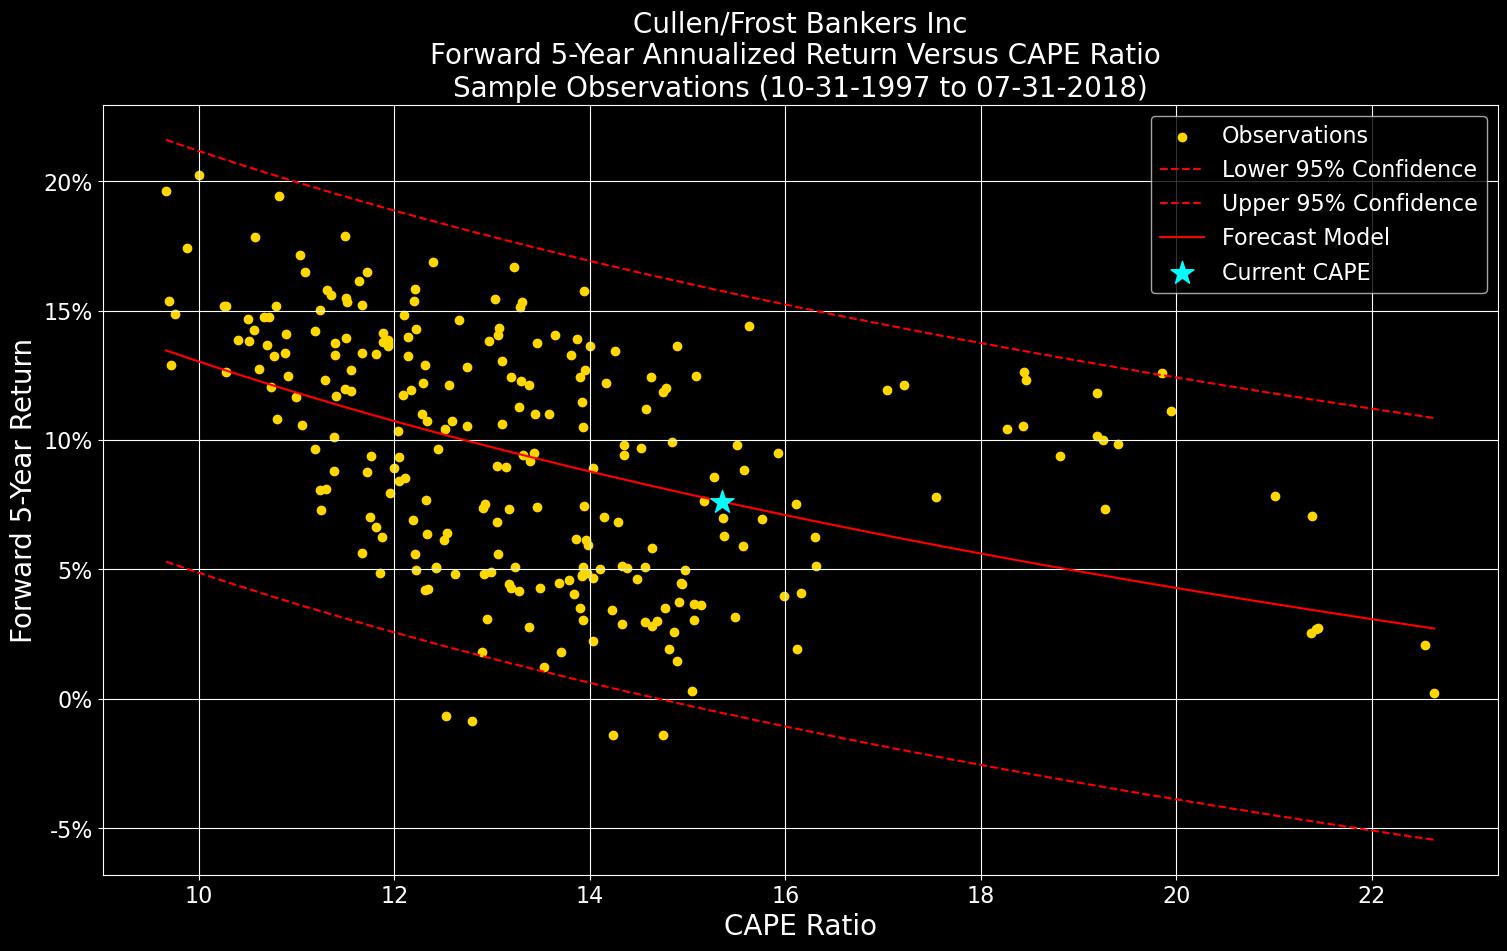 Cullen/Frost Bankers Inc
Forward 5-Year Annualized Return Versus CAPE Ratio
Sample Observations (10-31-1997 to 07-31-2018)
Observations
Lower 95% Confidence
Upper 95% Confidence
Forecast Model
Current CAPE
Forward 5-Year Return
20%
15%
10%
5%
0%
-5%
10 12 14 16 18 20 22
CAPE Ratio